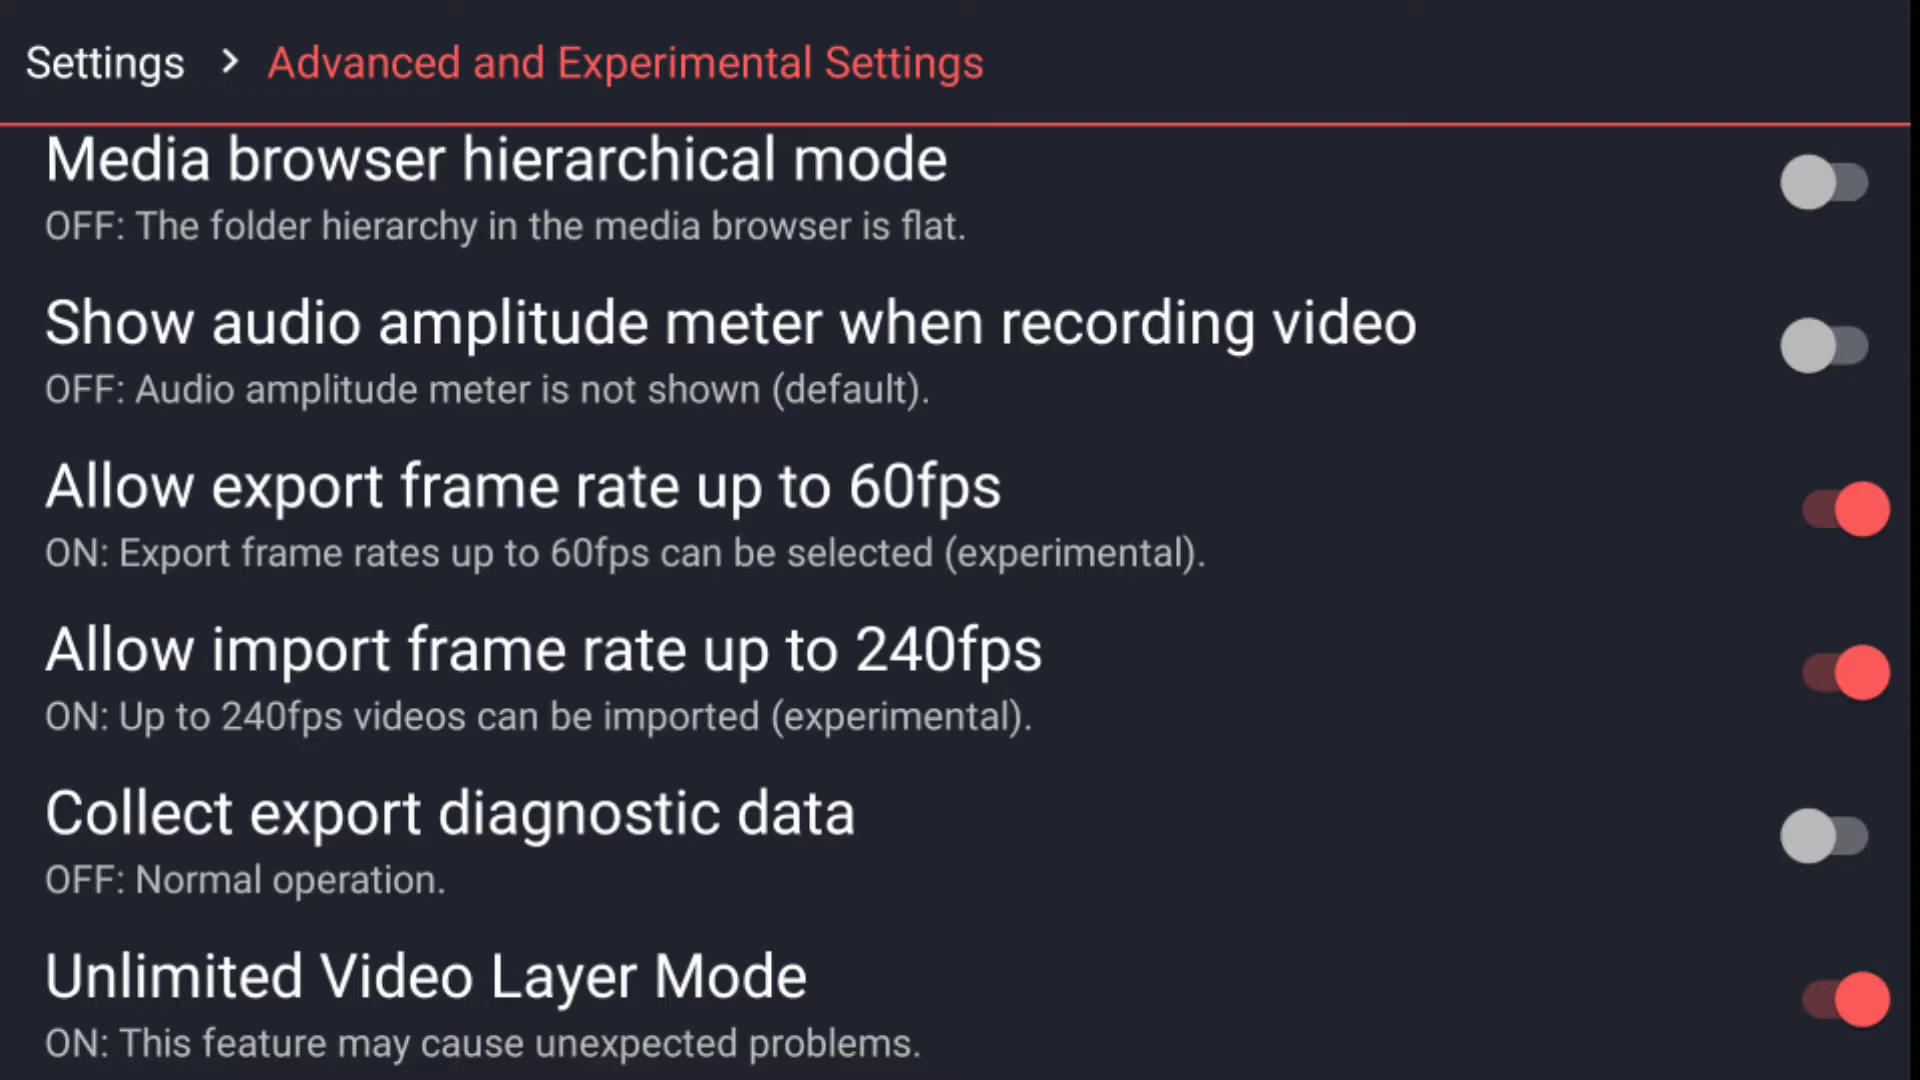 Settings > Advanced and Experimental Settings
Media browser hierarchical mode
OFF: The folder hierarchy in the media browser is flat.
Show audio amplitude meter when recording video
OFF: Audio amplitude meter is not shown (default).
Allow export frame rate up to 60fps
ON: Export frame rates up to 60fps can be selected (experimental).
Allow import frame rate up to 240fps
ON: Up to 240fps videos can be imported (experimental).
Collect export diagnostic data
OFF: Normal operation.
Unlimited Video Layer Mode
ON: This feature may cause unexpected problems.